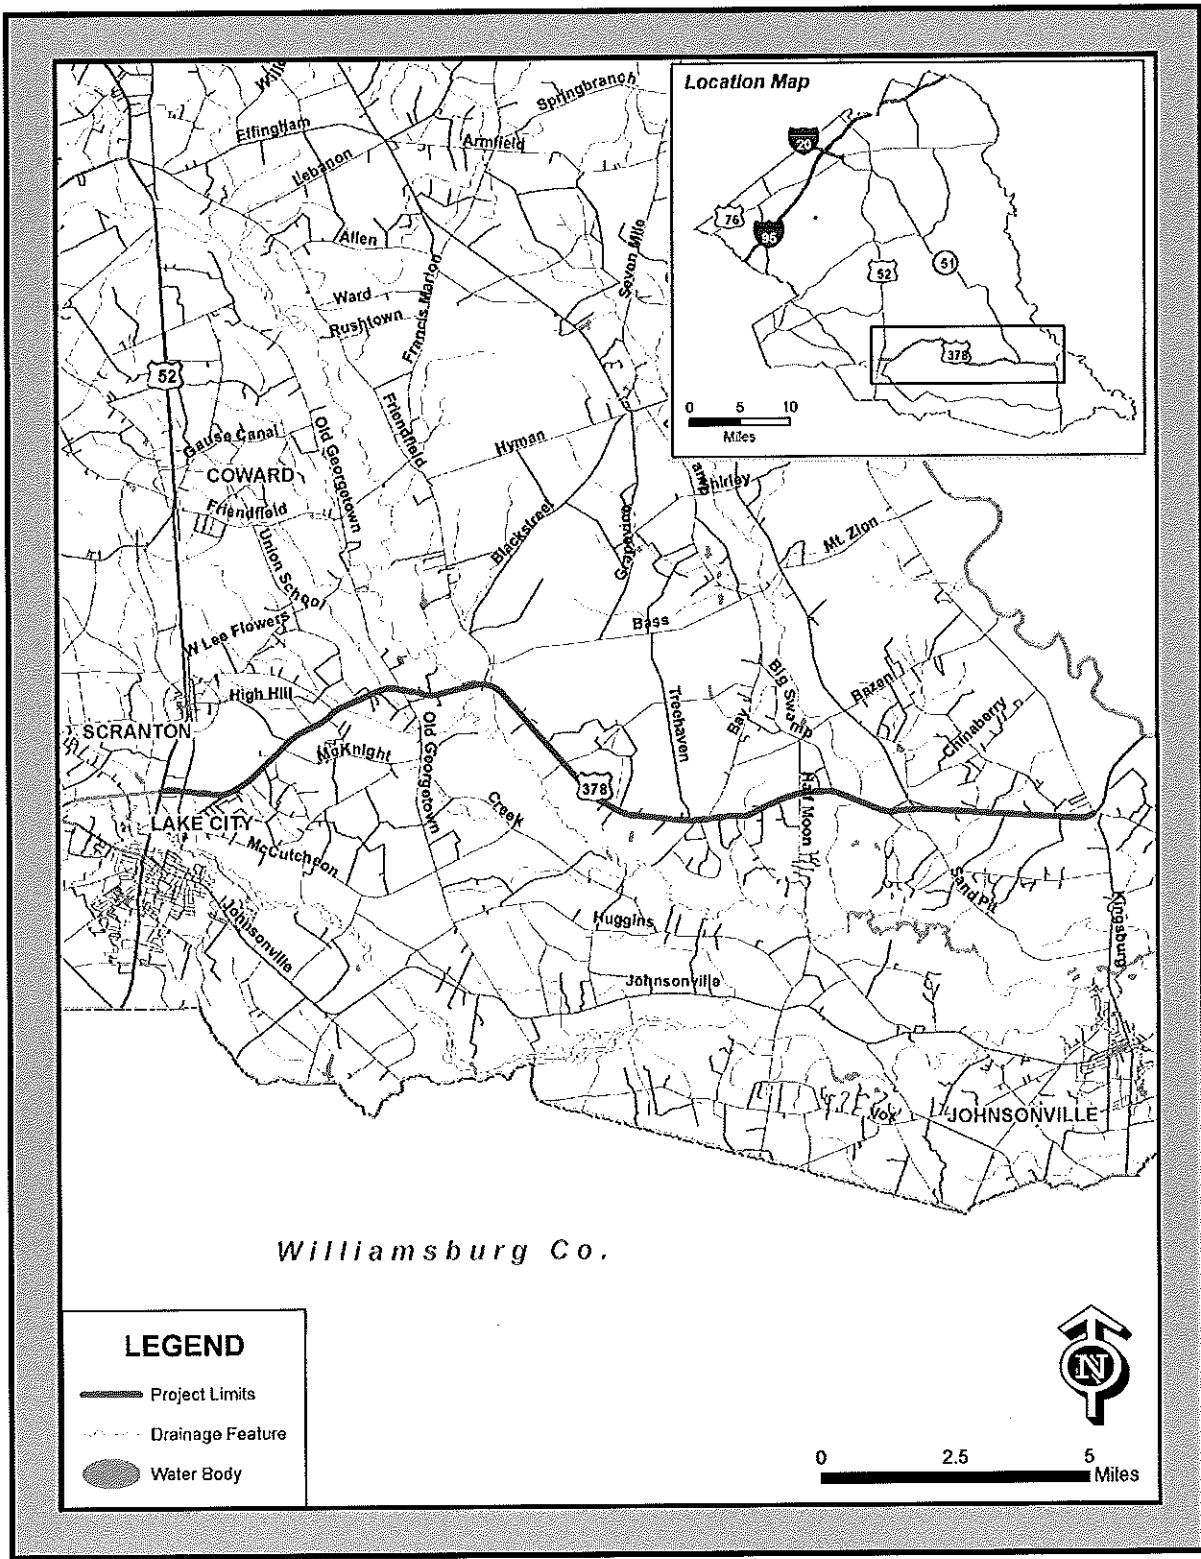 Location Map
20
76
95
52
51
378
0 5 10
Miles
Springbranch
Effingham
Armfield
Lebanon
Allen
Seven Mile
Ward
Rushtown
Francis Marion
52
Friendfield
Old Georgetown
Gause Canal
Hyman
COWARD
Friendfield
Shirley
Blackstreet
Graveyard
Mt. Zion
Union School
W Lee Flowers
Bass
High Hill
Treehaven
Bay
Big Swamp
Bazen
Chinaberry
SCRANTON
McKnight
Old Georgetown
378
Half Moon
Creek
LAKE CITY
McCutcheon
Sand Pit
Kingsburg
Johnsonville
Huggins
Johnsonville
Vox
JOHNSONVILLE
Williamsburg Co.
LEGEND
Project Limits
Drainage Feature
Water Body
N
0 2.5 5
Miles